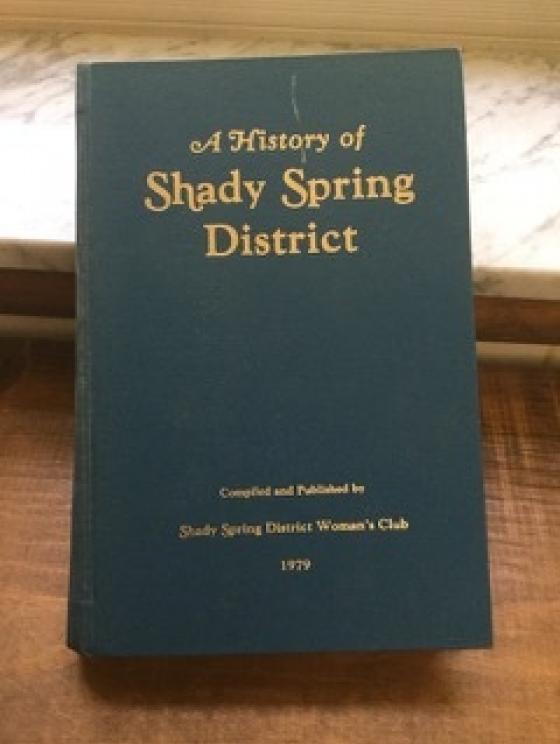 A History of
Shady Spring
District
Compiled and Published by
Shady Spring District Woman's Club
1979